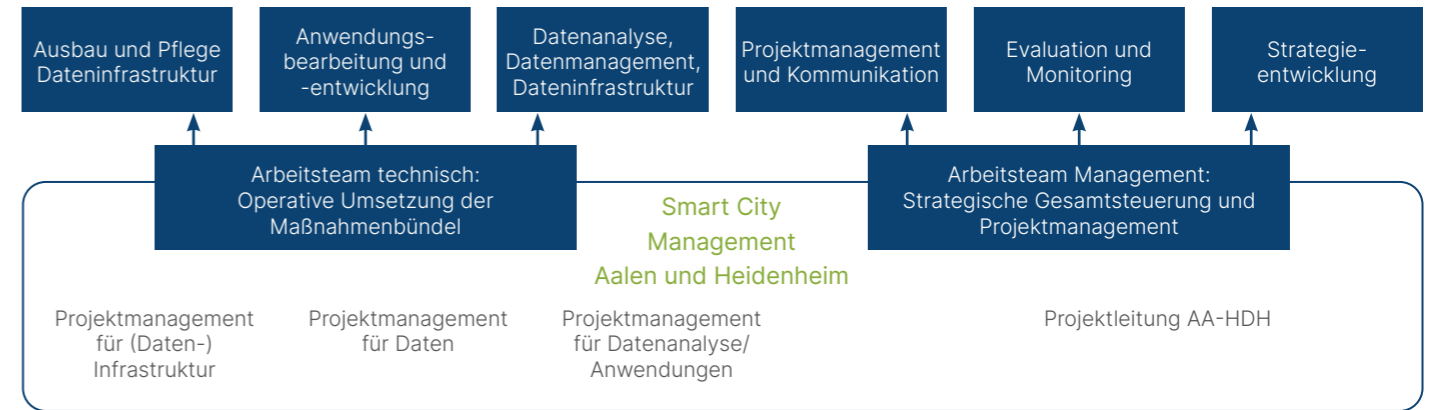 Ausbau und Pflege
Dateninfrastruktur
Anwendungs-
bearbeitung und
-entwicklung
Datenanalyse,
Datenmanagement,
Dateninfrastruktur
Projektmanagement
und Kommunikation
Evaluation und
Monitoring
Strategie-
entwicklung
Arbeitsteam technisch:
Operative Umsetzung der
Maßnahmenbündel
Arbeitsteam Management:
Strategische Gesamtsteuerung und
Projektmanagement
Smart City
Management
Aalen und Heidenheim
Projektmanagement
für (Daten-)
Infrastruktur
Projektmanagement
für Daten
Projektmanagement
für Datenanalyse/
Anwendungen
Projektleitung AA-HDH